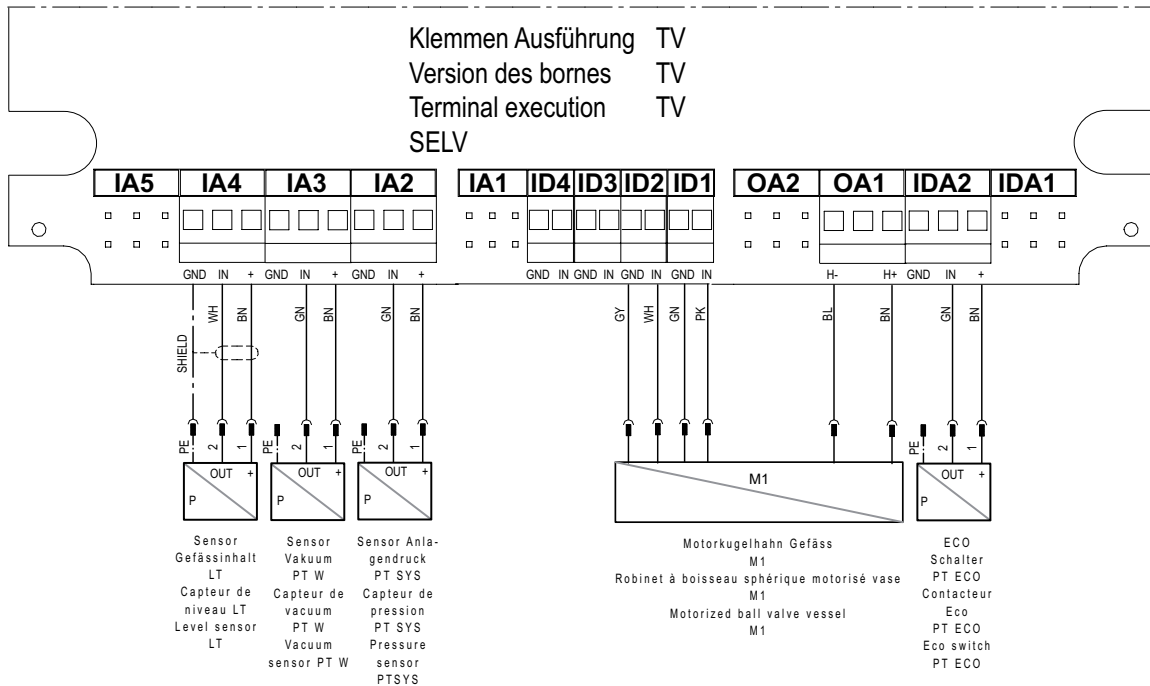 Klemmen Ausführung TV
Version des bornes TV
Terminal execution TV
SELV
IA5 IA4 IA3 IA2 IA1 ID4 ID3 ID2 ID1 OA2 OA1 IDA2 IDA1
GND IN + GND IN + GND IN + GND IN GND IN GND IN GND IN H- H+ GND IN +
SHIELD WH BN GN BN GN BN GY WH GN PK BL BN GN BN
PE 2 1 PE 2 1 PE 2 1 PE 2 1
OUT + OUT + OUT + M1 OUT +
P P P P
Sensor
Gefässinhalt
LT
Capteur de
niveau LT
Level sensor
LT
Sensor
Vakuum
PT W
Capteur de
vacuum
PT W
Vacuum
sensor PT W
Sensor Anla-
gendruck
PT SYS
Capteur de
pression
PT SYS
Pressure
sensor
PTSYS
Motorkugelhahn Gefäss
M1
Robinet à boisseau sphérique motorisé vase
M1
Motorized ball valve vessel
M1
ECO
Schalter
PT ECO
Contacteur
Eco
PT ECO
Eco switch
PT ECO